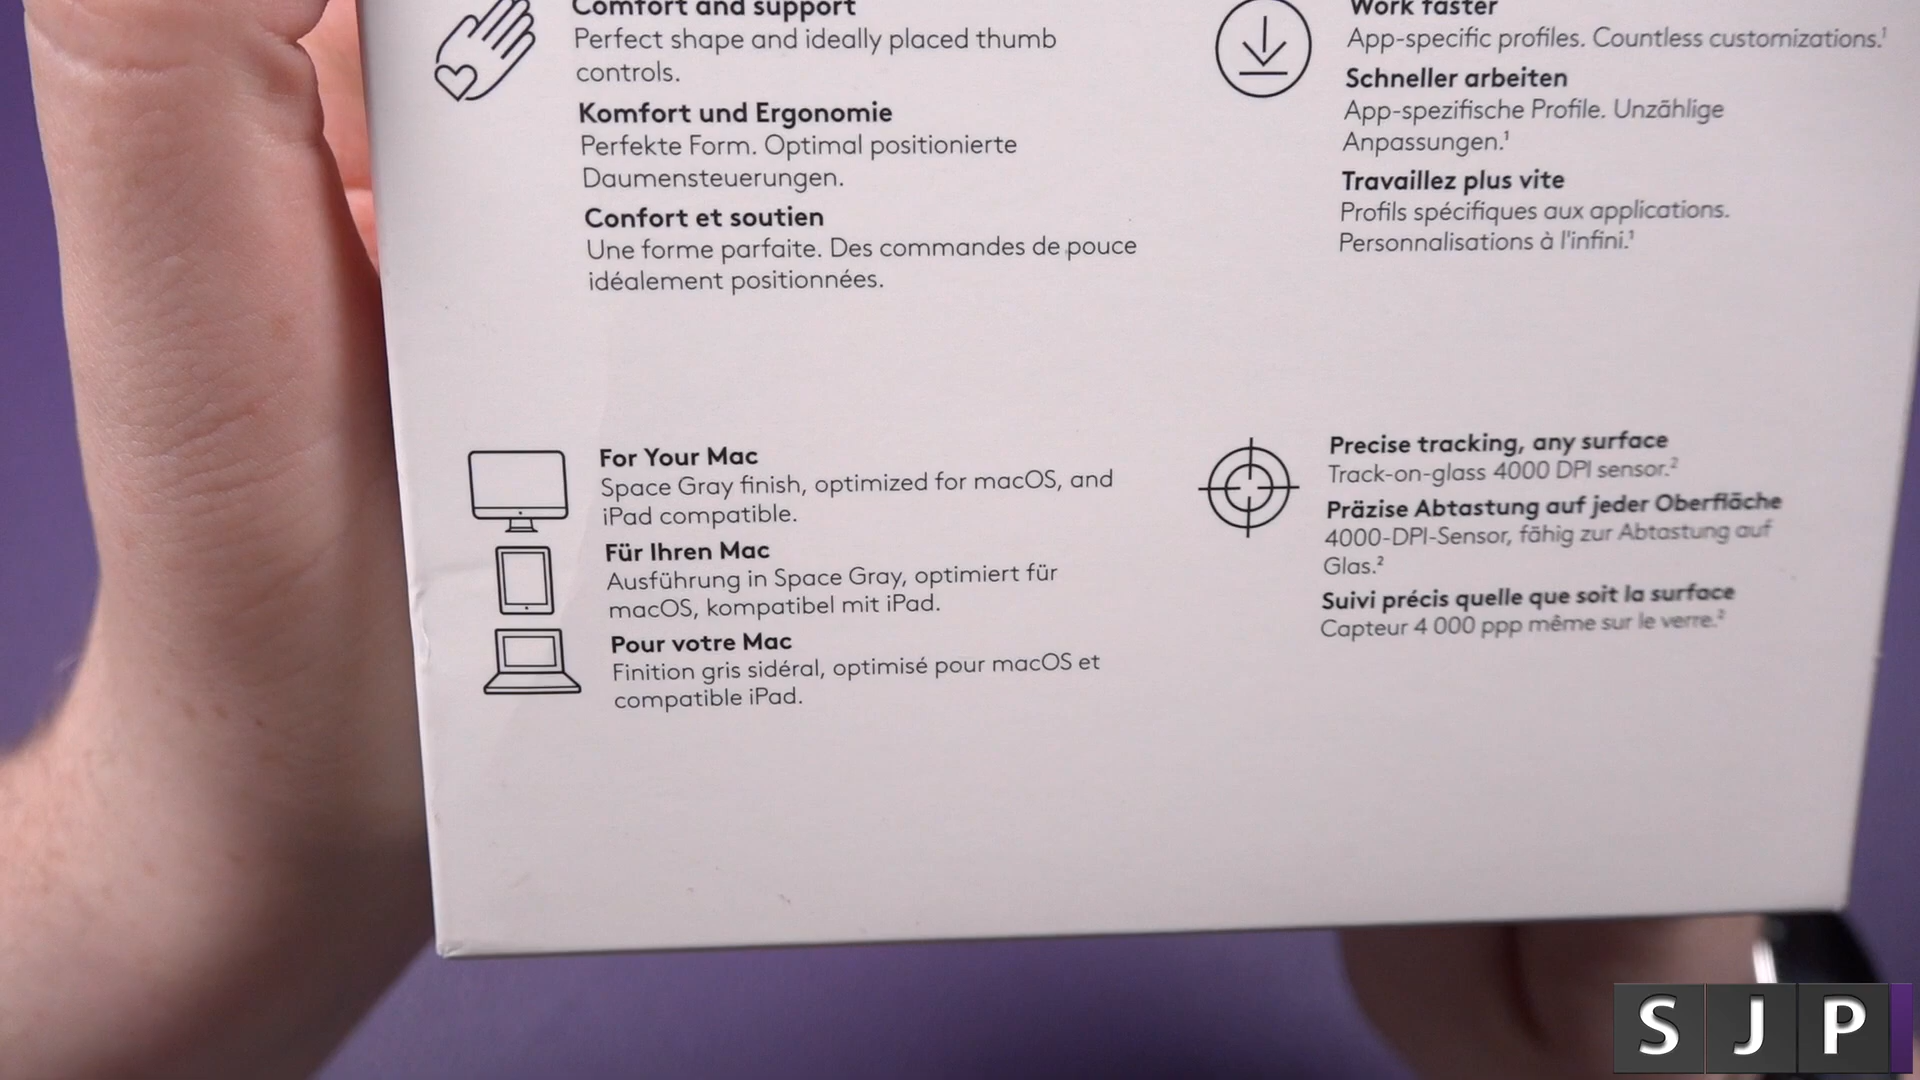 Comfort and support
Perfect shape and ideally placed thumb
controls.
Komfort und Ergonomie
Perfekte Form. Optimal positionierte
Daumensteuerungen.
Confort et soutien
Une forme parfaite. Des commandes de pouce
idéalement positionnées.
Work faster
App-specific profiles. Countless customizations.¹
Schneller arbeiten
App-spezifische Profile. Unzählige
Anpassungen.¹
Travaillez plus vite
Profils spécifiques aux applications.
Personnalisations à l'infini.¹
For Your Mac
Space Gray finish, optimized for macOS, and
iPad compatible.
Für Ihren Mac
Ausführung in Space Gray, optimiert für
macOS, kompatibel mit iPad.
Pour votre Mac
Finition gris sidéral, optimisé pour macOS et
compatible iPad.
Precise tracking, any surface
Track-on-glass 4000 DPI sensor.²
Präzise Abtastung auf jeder Oberfläche
4000-DPI-Sensor, fähig zur Abtastung auf
Glas.²
Suivi précis quelle que soit la surface
Capteur 4 000 ppp même sur le verre.²
SJP